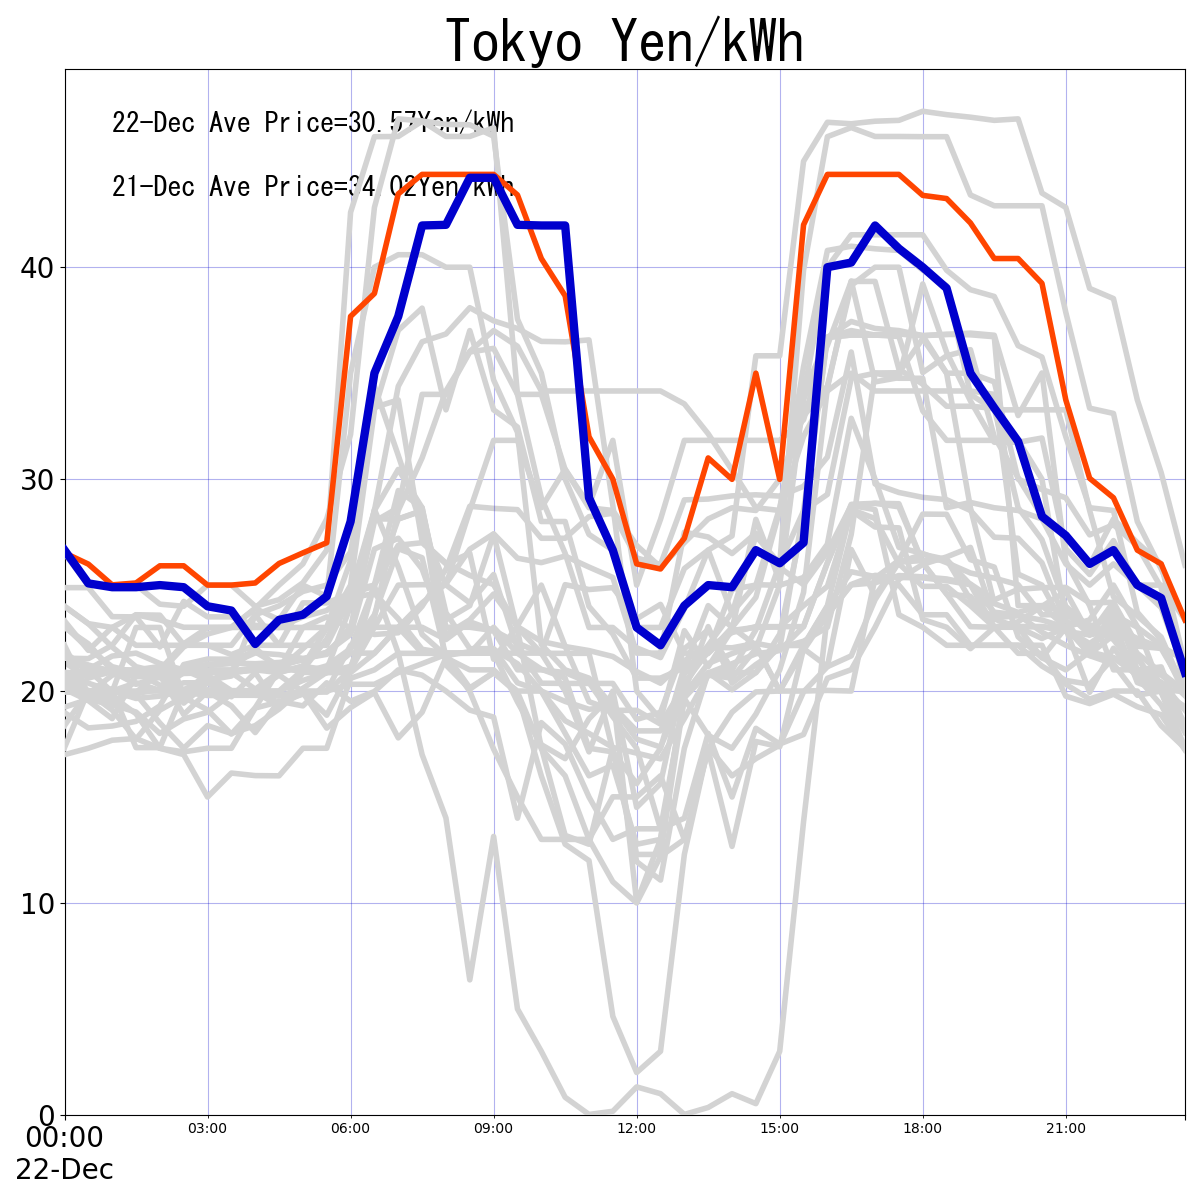 Tokyo Yen/kWh
22-Dec Ave Price=30.57Yen/kWh
21-Dec Ave Price=34.02Yen/kWh
40
30
20
10
0
00:00 03:00 06:00 09:00 12:00 15:00 18:00 21:00
22-Dec